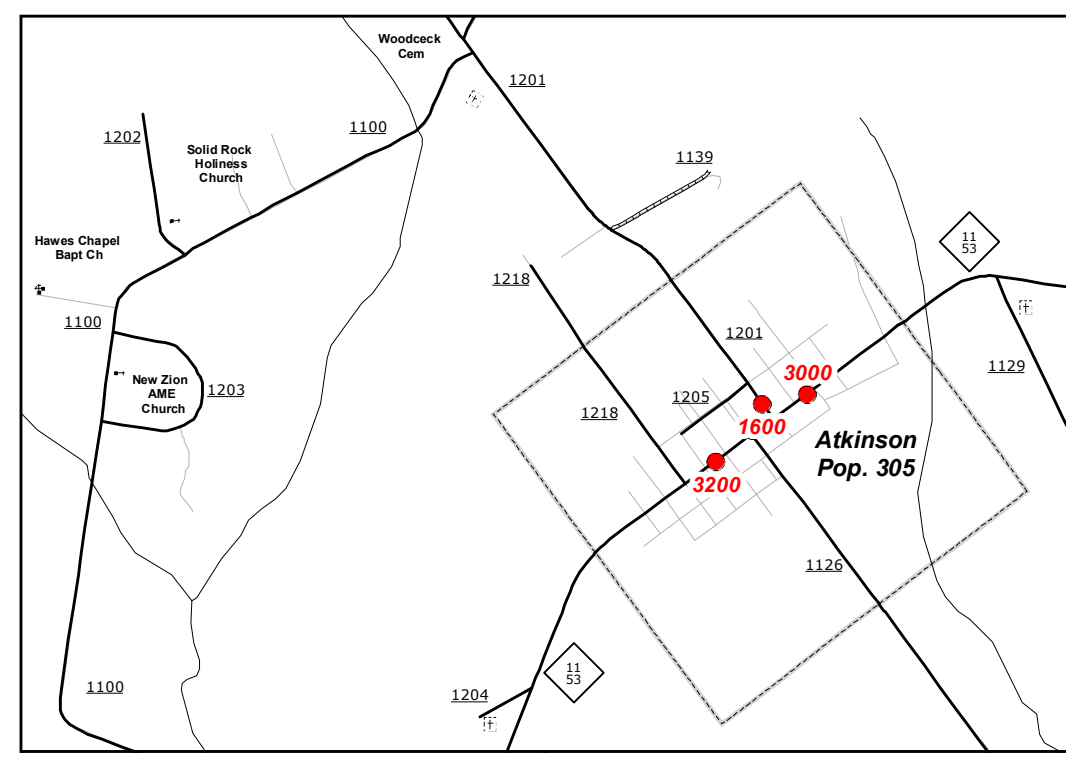 Woodceck
Cem
1201
1202
1100
Solid Rock
Holiness
Church
1139
Hawes Chapel
Bapt Ch
11
53
1218
1100
1201
1129
New Zion
AME
Church
1203
3000
1205
1218
1600
Atkinson
Pop. 305
3200
1126
11
53
1100
1204